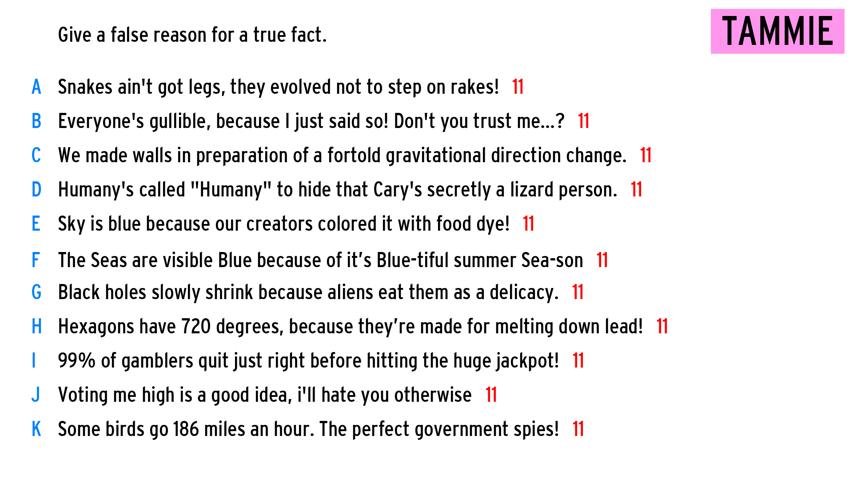 Give a false reason for a true fact.
TAMMIE
A Snakes ain't got legs, they evolved not to step on rakes! 11
B Everyone's gullible, because I just said so! Don't you trust me...? 11
C We made walls in preparation of a fortold gravitational direction change. 11
D Humany's called "Humany" to hide that Cary's secretly a lizard person. 11
E Sky is blue because our creators colored it with food dye! 11
F The Seas are visible Blue because of it’s Blue-tiful summer Sea-son 11
G Black holes slowly shrink because aliens eat them as a delicacy. 11
H Hexagons have 720 degrees, because they’re made for melting down lead! 11
I 99% of gamblers quit just right before hitting the huge jackpot! 11
J Voting me high is a good idea, i'll hate you otherwise 11
K Some birds go 186 miles an hour. The perfect government spies! 11